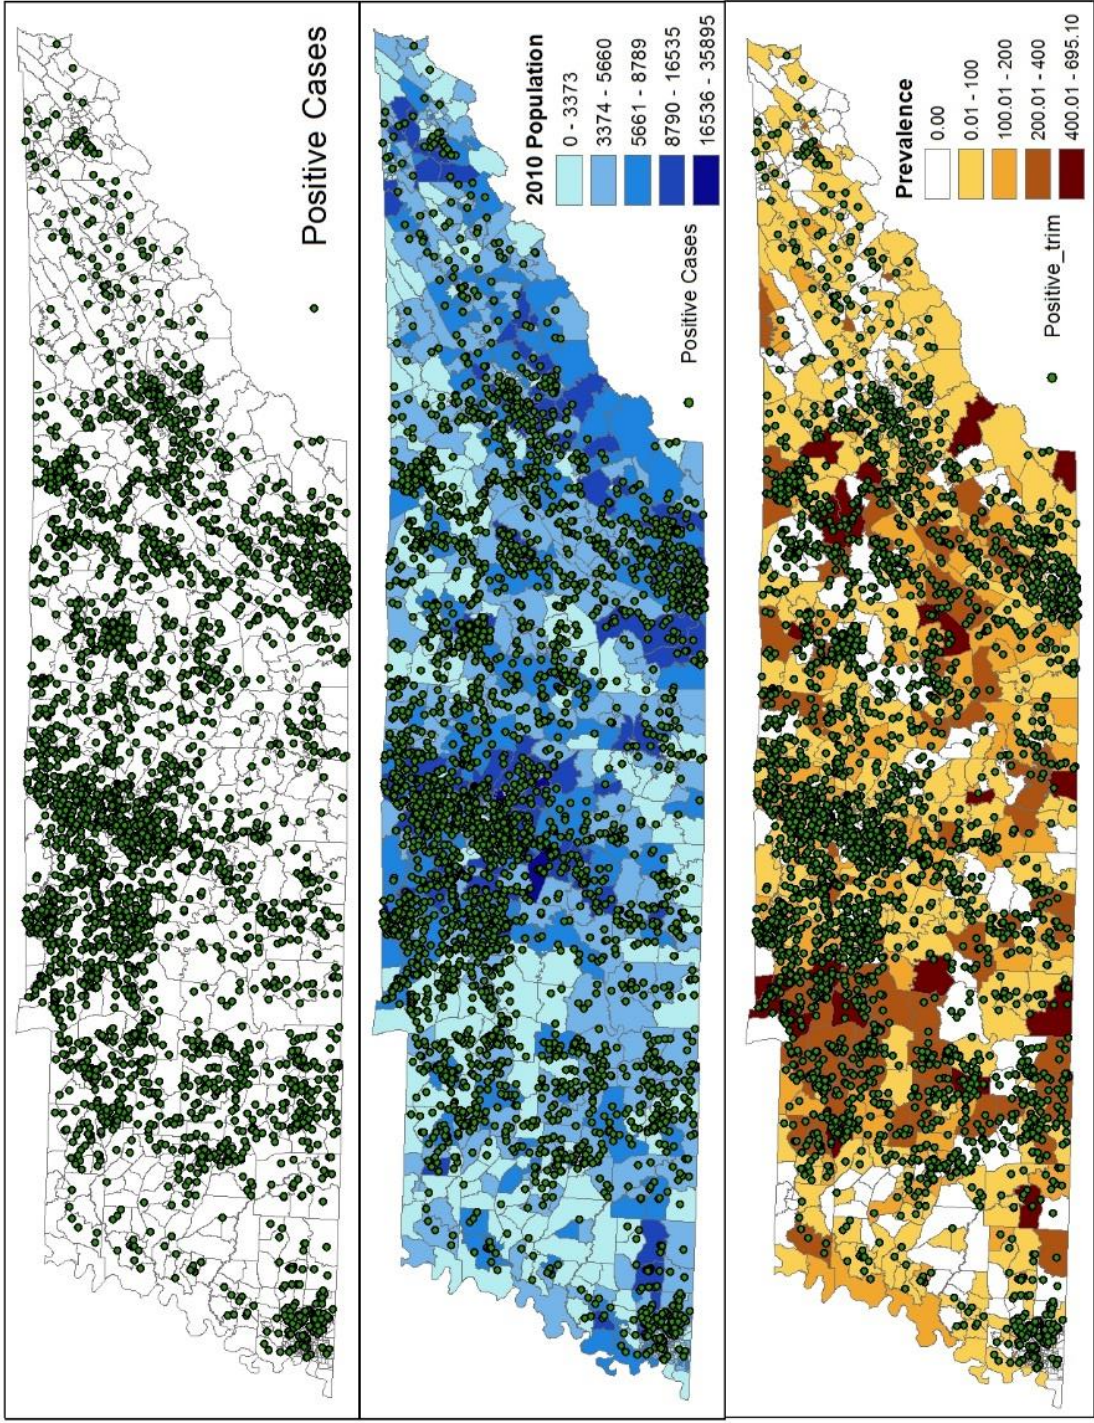 Positive Cases
2010 Population
0 - 3373
3374 - 5660
5661 - 8789
8790 - 16535
16536 - 35895
Positive Cases
Prevalence
0.00
0.01 - 100
100.01 - 200
200.01 - 400
400.01 - 695.10
Positive_trim